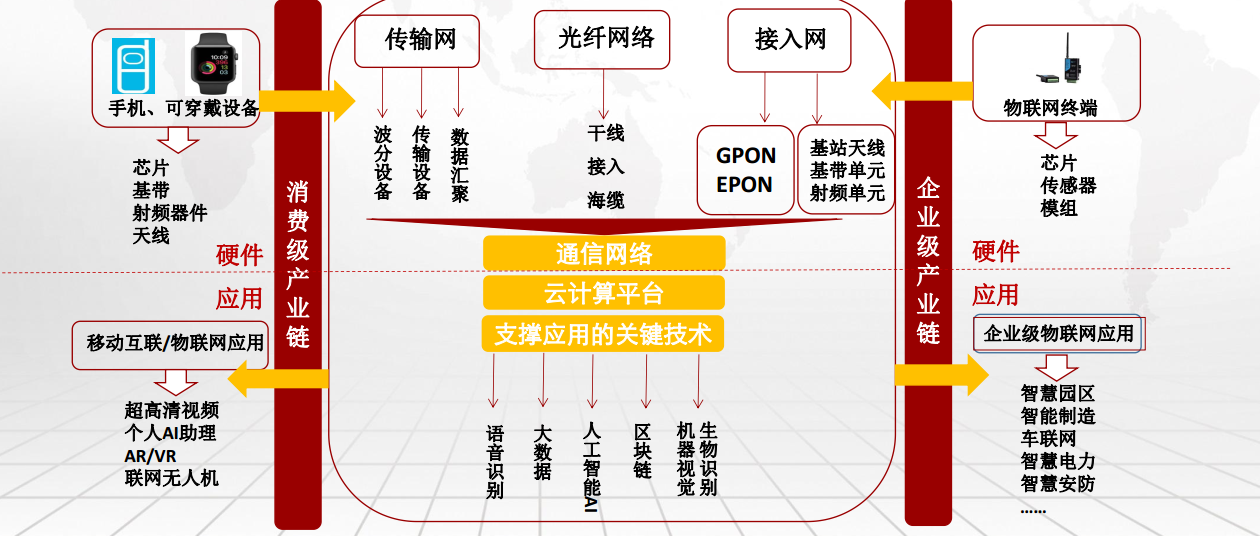 传输网
光纤网络
接入网
10:09
手机、可穿戴设备
物联网终端
芯片
基带
射频器件
天线
波分设备
传输设备
数据汇聚
干线
接入
海缆
GPON
EPON
基站天线
基带单元
射频单元
芯片
传感器
模组
消费级产业链
企业级产业链
硬件
应用
通信网络
云计算平台
支撑应用的关键技术
硬件
应用
移动互联/物联网应用
超高清视频
个人AI助理
AR/VR
联网无人机
语音识别
大数据
人工智能AI
区块链
机器视觉
生物识别
企业级物联网应用
智慧园区
智能制造
车联网
智慧电力
智慧安防
......